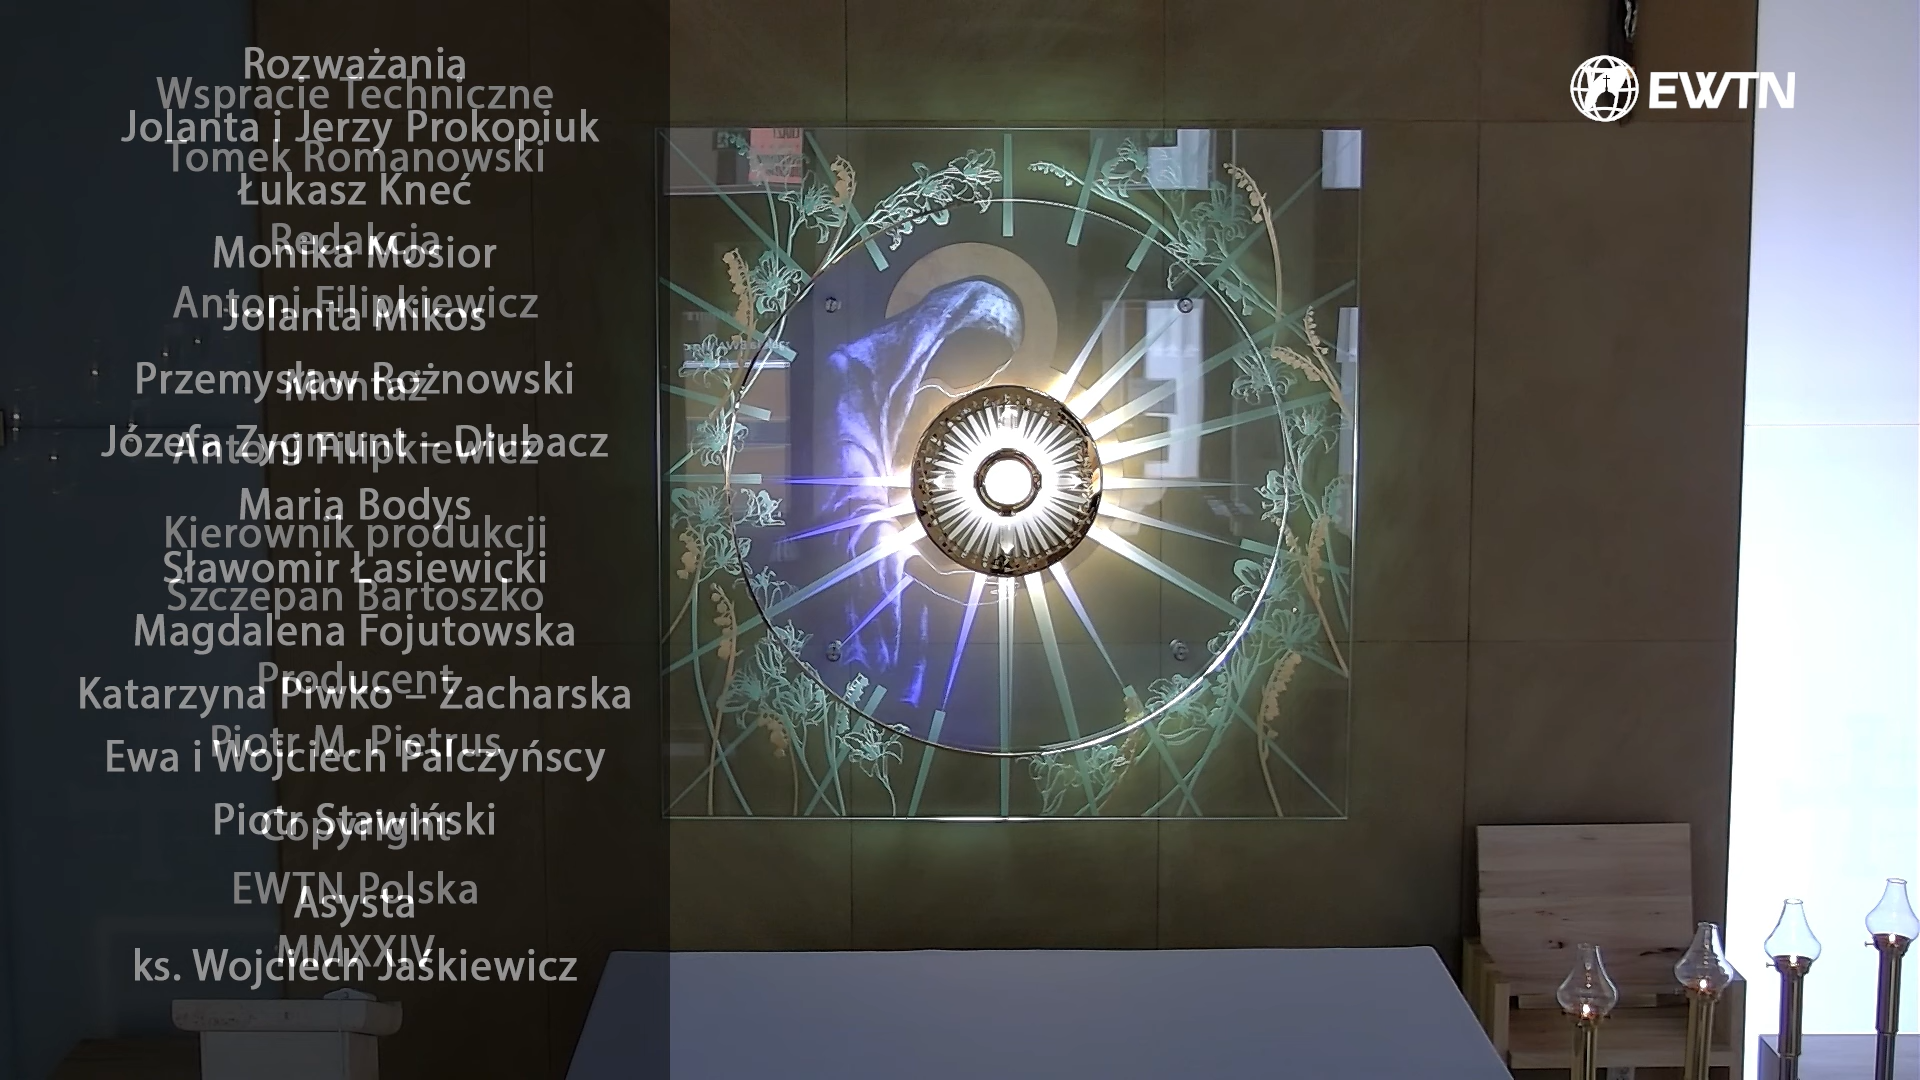 Rozważania
Wspracie Techniczne
Jolanta i Jerzy Prokopiuk
Tomek Romanowski
Łukasz Kneć
Redakcja
Monika Mosior
Antoni Filipkiewicz
Jolanta Mikos
Przemysław Rożnowski
Montaż
Józefa Zygmunt – Dłubacz
Antoni Filipkiewicz
Maria Bodys
Kierownik produkcji
Sławomir Łasiewicki
Szczepan Bartoszko
Magdalena Fojutowska
Producent
Katarzyna Piwko – Zacharska
Piotr M. Pietrus
Ewa i Wojciech Palczyńscy
Piotr Stawiński
Copyright
EWTN Polska
Asysta
MMXXIV
ks. Wojciech Jaśkiewicz
EWTN